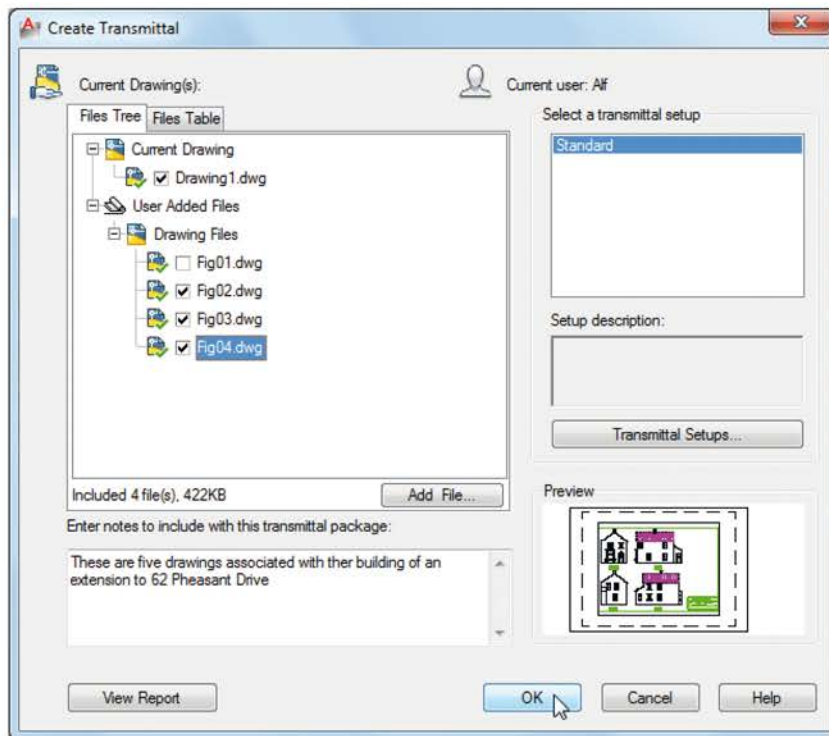 Create Transmittal
Current Drawing(s):
Current user: Alf
Files Tree
Files Table
Current Drawing
Drawing1.dwg
User Added Files
Drawing Files
Fig01.dwg
Fig02.dwg
Fig03.dwg
Fig04.dwg
Included 4 file(s), 422KB
Add File...
Enter notes to include with this transmittal package:
These are five drawings associated with ther building of an
extension to 62 Pheasant Drive
Select a transmittal setup
Standard
Setup description:
Transmittal Setups...
Preview
View Report
OK
Cancel
Help